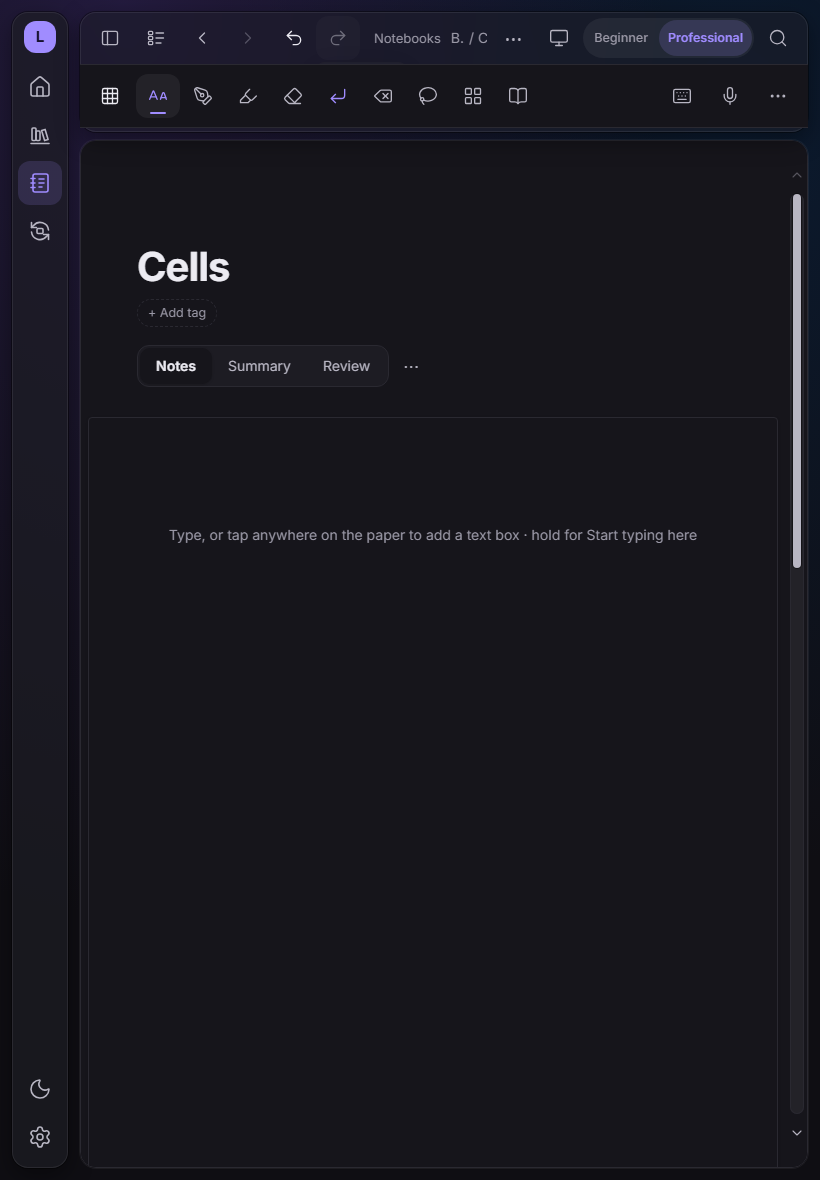 L
Notebooks B. / C
Beginner Professional
AA
Cells
+ Add tag
Notes Summary Review
Type, or tap anywhere on the paper to add a text box · hold for Start typing here